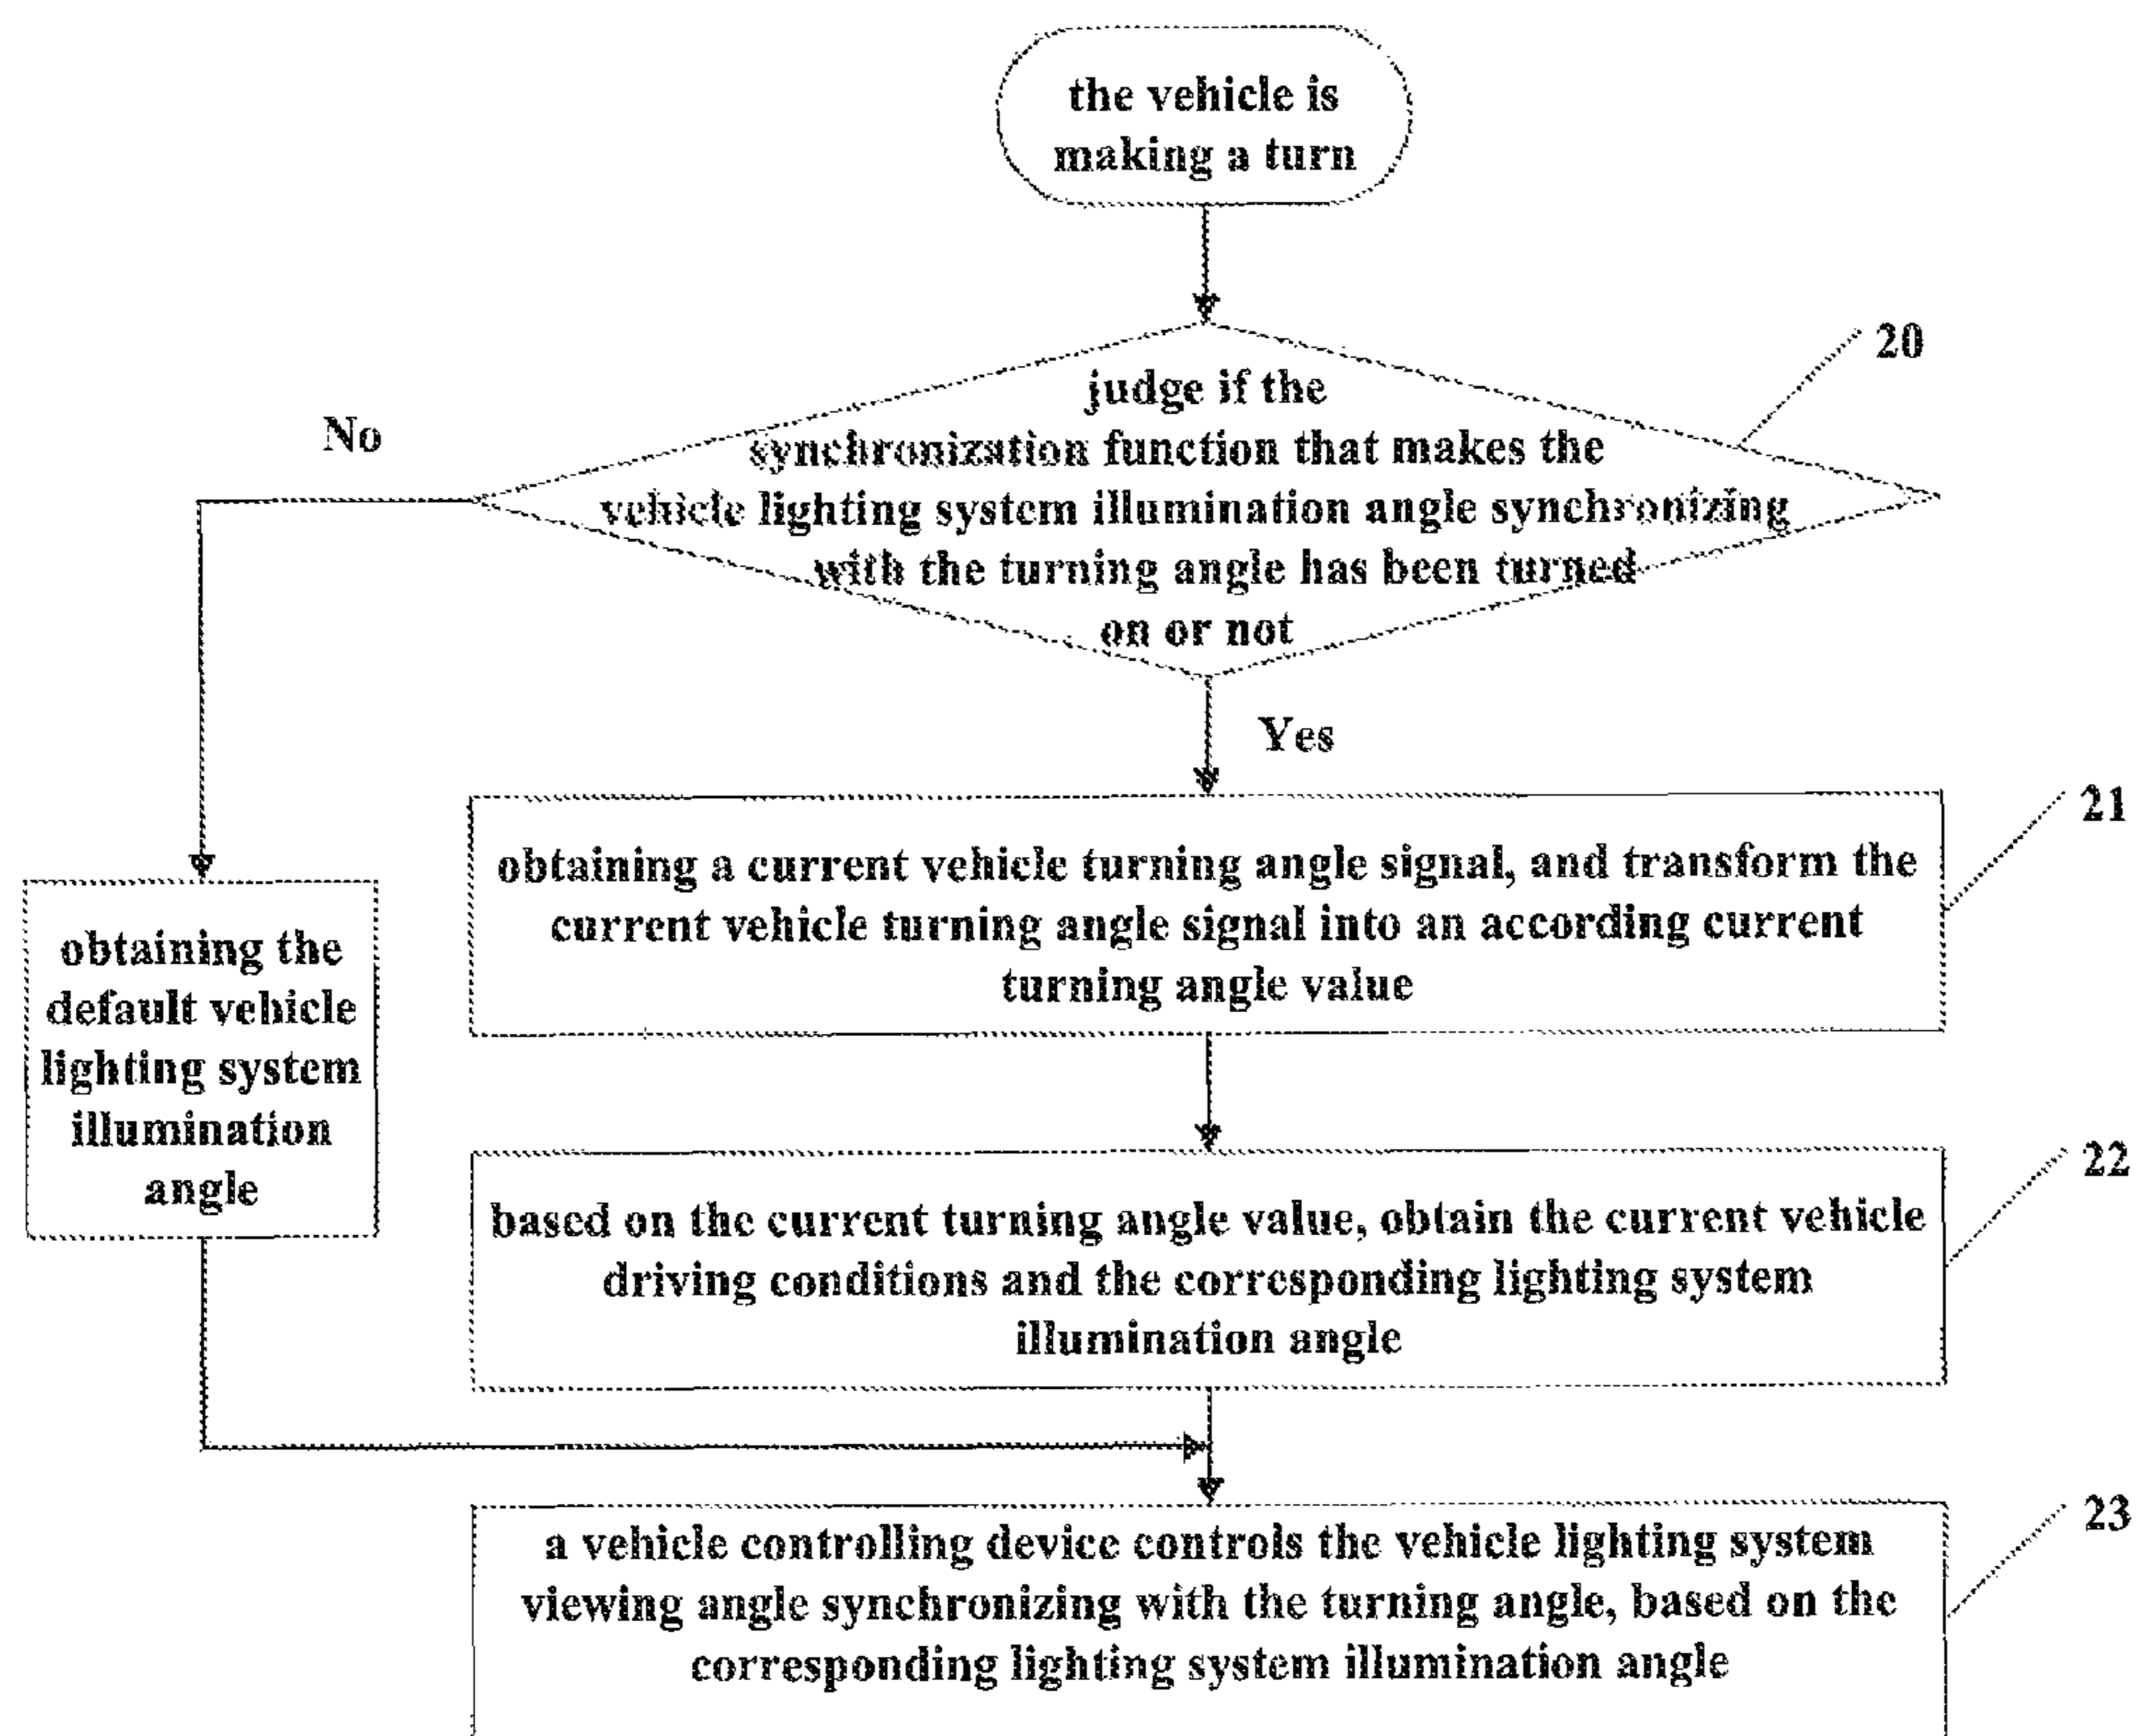 the vehicle is
making a turn
20
judge if the
synchronization function that makes the
vehicle lighting system illumination angle synchronizing
with the turning angle has been turned
on or not
No
Yes
21
obtaining a current vehicle turning angle signal, and transform the
current vehicle turning angle signal into an according current
turning angle value
obtaining the
default vehicle
lighting system
illumination
angle
22
based on the current turning angle value, obtain the current vehicle
driving conditions and the corresponding lighting system
illumination angle
23
a vehicle controlling device controls the vehicle lighting system
viewing angle synchronizing with the turning angle, based on the
corresponding lighting system illumination angle